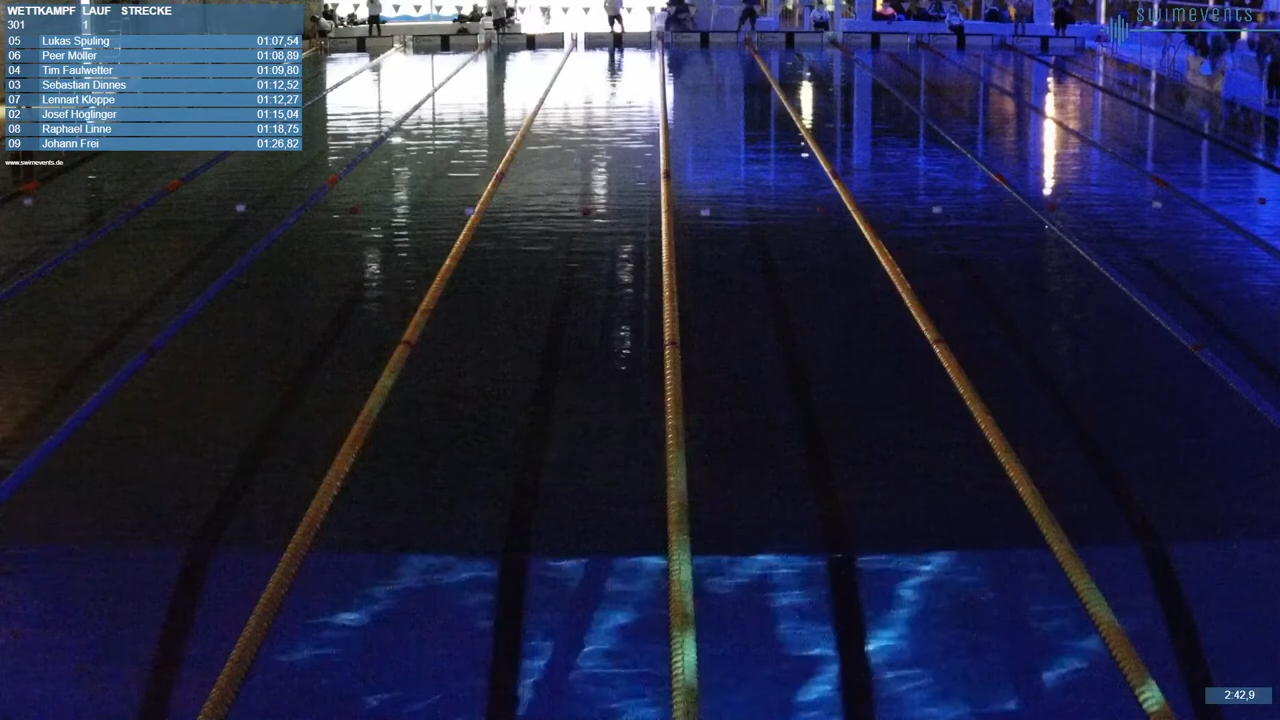 WETTKAMPF LAUF STRECKE
301 1
05 Lukas Spuling 01:07,54
06 Peer Möller 01:08,89
04 Tim Faulwetter 01:09,80
03 Sebastian Dinnes 01:12,52
07 Lennart Kloppe 01:12,27
02 Josef Höglinger 01:15,04
08 Raphael Linne 01:18,75
09 Johann Frei 01:26,82
www.swimevents.de
swimevents
2:42,9